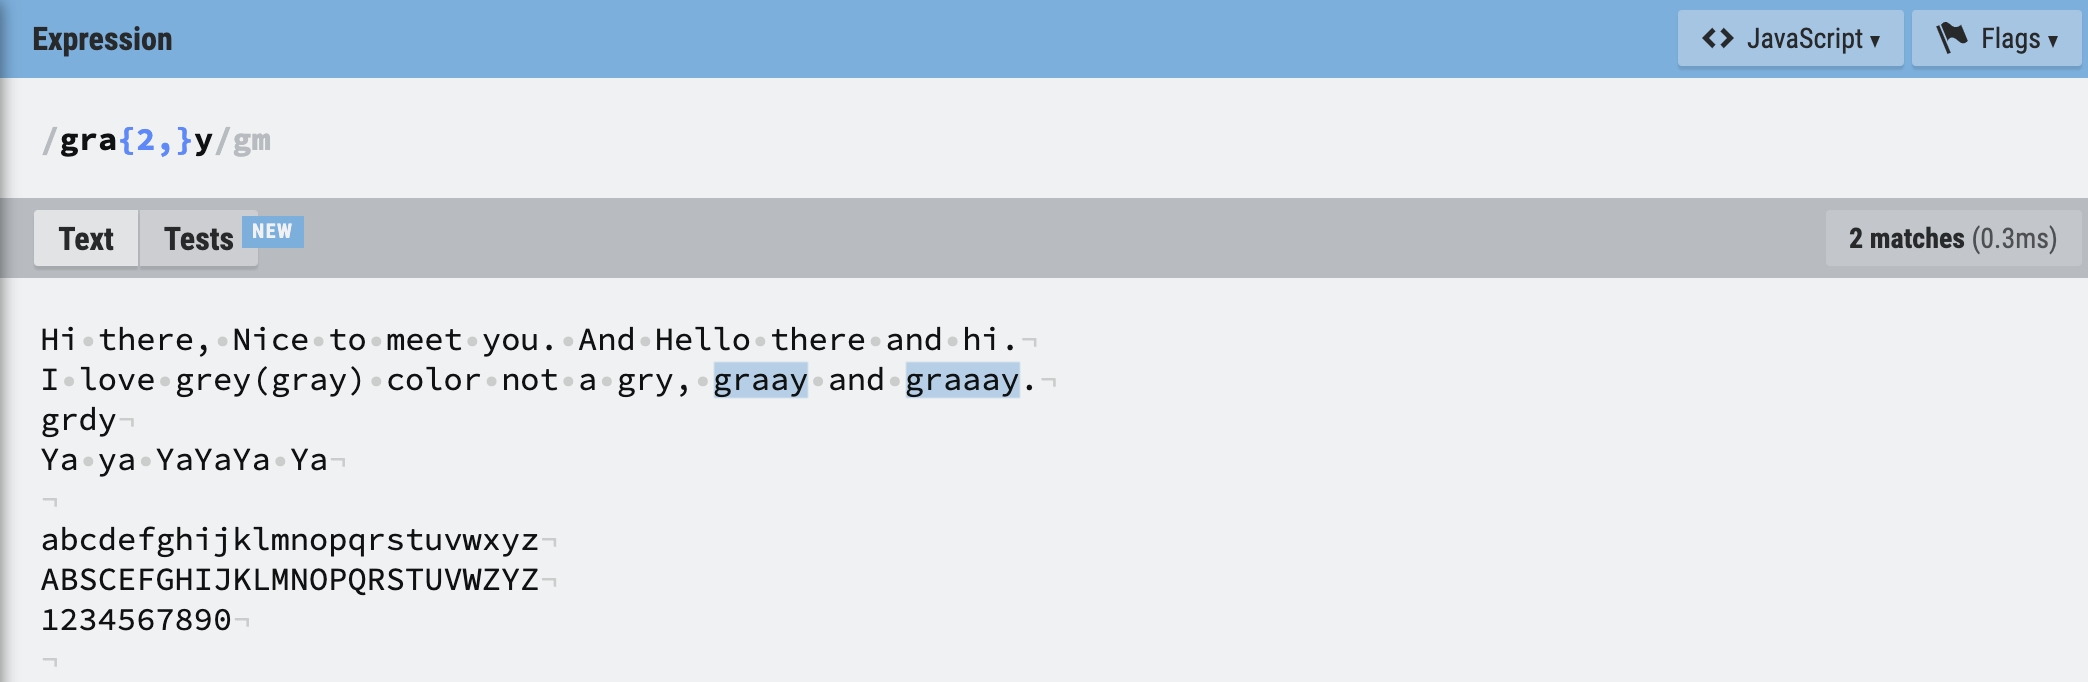 Expression
<> JavaScript ▾
Flags ▾
/gra{2,}y/gm
Text
Tests
NEW
2 matches (0.3ms)
Hi•there,•Nice•to•meet•you.•And•Hello•there•and•hi.¬
I•love•grey(gray)•color•not•a•gry,•graay•and•graaay.¬
grdy¬
Ya•ya•YaYaYa•Ya¬
¬
abcdefghijklmnopqrstuvwxyz¬
ABSCEFGHIJKLMNOPQRSTUVWZYZ¬
1234567890¬
¬